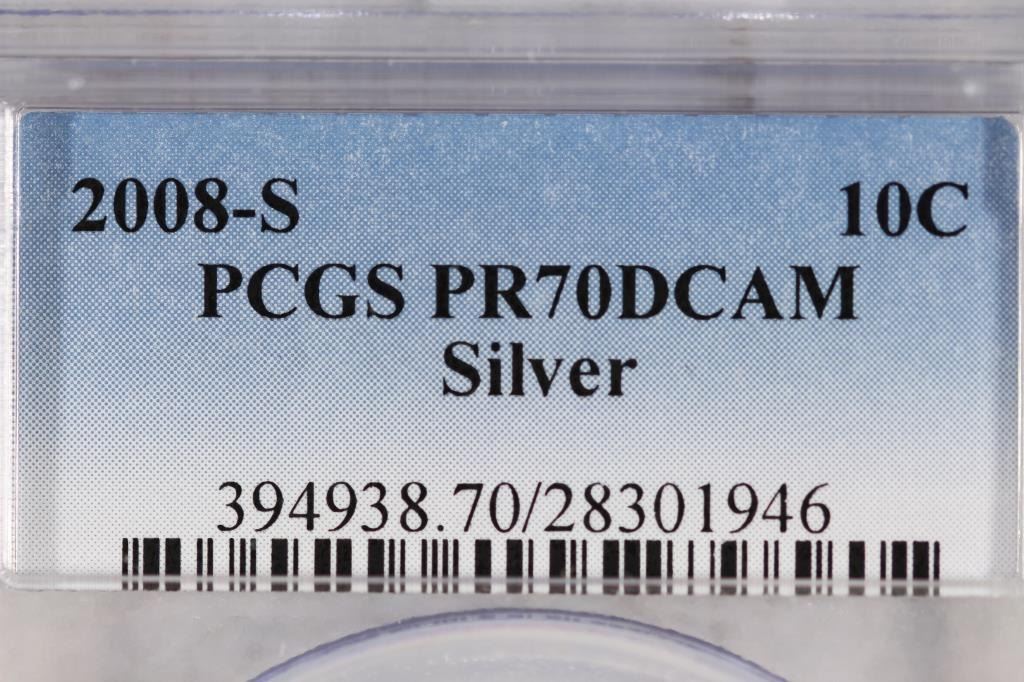 2008-S 10C
PCGS PR70DCAM
Silver
394938.70/28301946